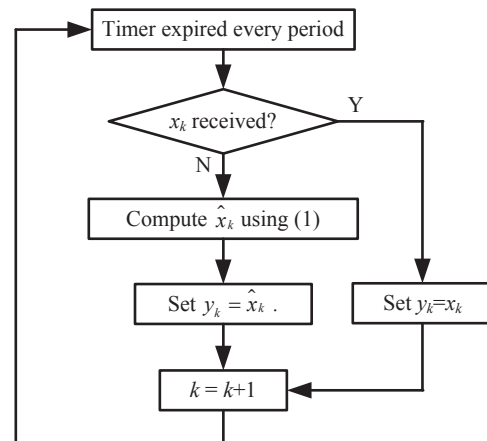 Timer expired every period
x_k received?
Y
N
Compute x̂_k using (1)
Set y_k = x̂_k .
Set y_k=x_k
k = k+1